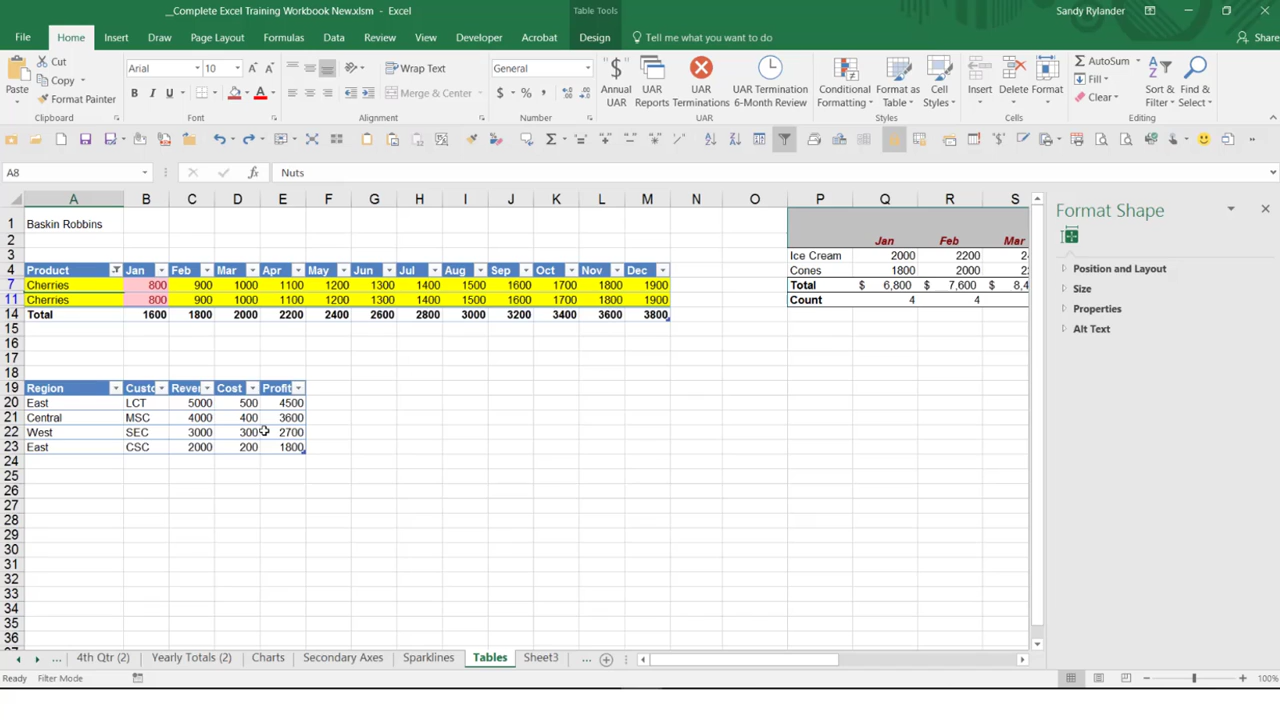 __Complete Excel Training Workbook New.xlsm - Excel
Table Tools
Sandy Rylander
File Home Insert Draw Page Layout Formulas Data Review View Developer Acrobat Design Tell me what you want to do Share
Cut
Copy
Format Painter
Paste
Clipboard
Arial 10
B I U
Font
Wrap Text
Merge & Center
Alignment
General
$ % ,
Number
Annual UAR
UAR Reports
UAR Terminations
UAR Termination 6-Month Review
UAR
Conditional Formatting
Format as Table
Cell Styles
Styles
Insert Delete Format
Cells
AutoSum
Fill
Clear
Sort & Filter
Find & Select
Editing
A8 fx Nuts
A B C D E F G H I J K L M N O P Q R S
1 Baskin Robbins
2 Jan Feb Mar
3 Ice Cream 2000 2200
4 Product Jan Feb Mar Apr May Jun Jul Aug Sep Oct Nov Dec Cones 1800 2000
7 Cherries 800 900 1000 1100 1200 1300 1400 1500 1600 1700 1800 1900 Total $ 6,800 $ 7,600 $ 8,4
11 Cherries 800 900 1000 1100 1200 1300 1400 1500 1600 1700 1800 1900 Count 4 4
14 Total 1600 1800 2000 2200 2400 2600 2800 3000 3200 3400 3600 3800
15
16
17
18
19 Region Custo Rever Cost Profit
20 East LCT 5000 500 4500
21 Central MSC 4000 400 3600
22 West SEC 3000 300 2700
23 East CSC 2000 200 1800
24
25
26
27
28
29
30
31
32
33
34
35
36
Format Shape
Position and Layout
Size
Properties
Alt Text
... 4th Qtr (2) Yearly Totals (2) Charts Secondary Axes Sparklines Tables Sheet3 ...
Ready Filter Mode 100%